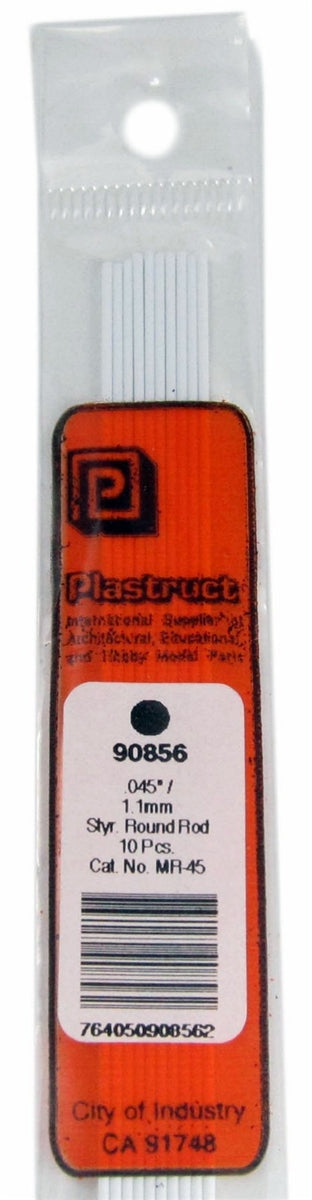 P
Plastruct
International Supplier of
Architectural, Educational,
and Hobby Model Parts
90856
.045" /
1.1mm
Styr. Round Rod
10 Pcs.
Cat. No. MR-45
764050908562
City of Industry
CA 91748